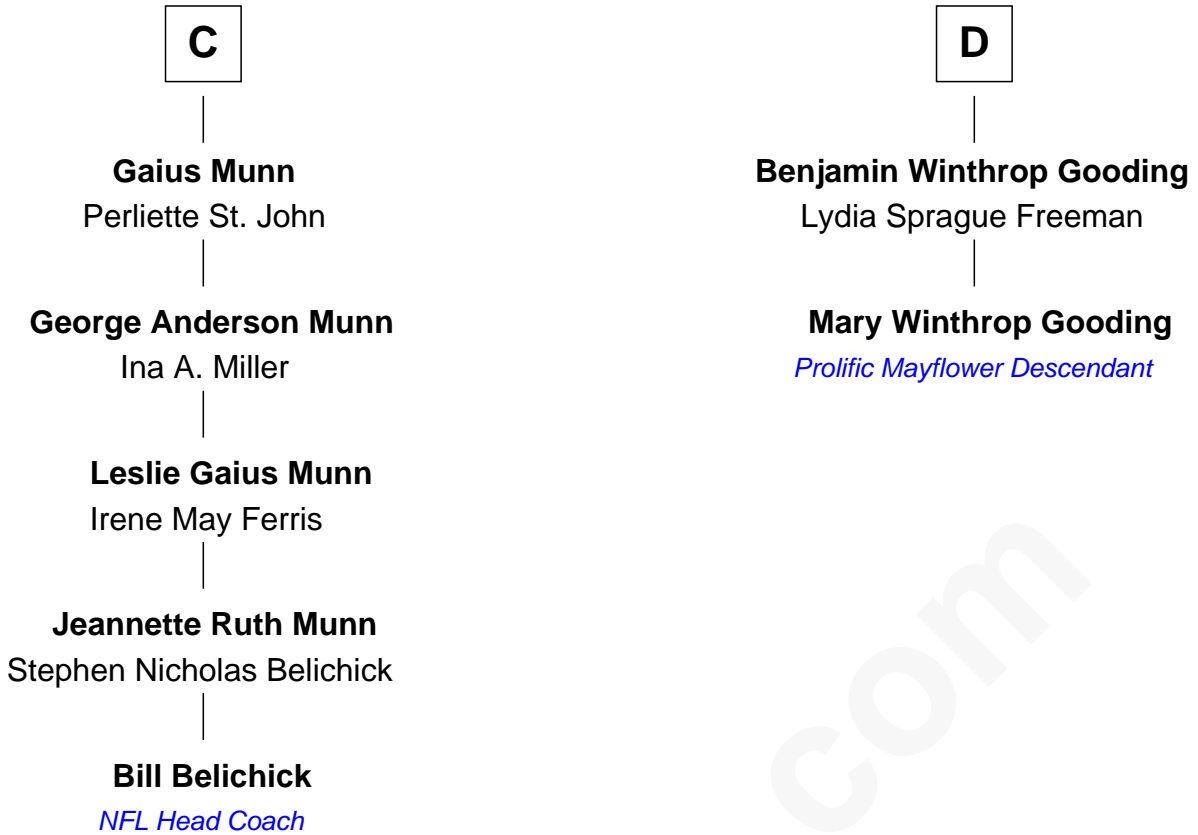 C
Gaius Munn
Perliette St. John
George Anderson Munn
Ina A. Miller
Leslie Gaius Munn
Irene May Ferris
Jeannette Ruth Munn
Stephen Nicholas Belichick
Bill Belichick
NFL Head Coach
D
Benjamin Winthrop Gooding
Lydia Sprague Freeman
Mary Winthrop Gooding
Prolific Mayflower Descendant
com